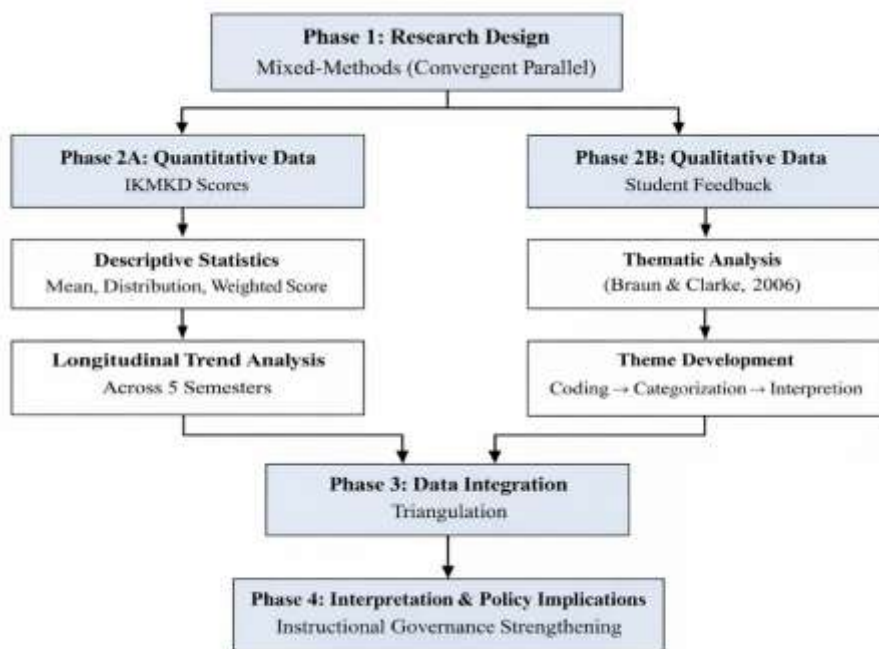 Phase 1: Research Design
Mixed-Methods (Convergent Parallel)
Phase 2A: Quantitative Data
IKMKD Scores
Phase 2B: Qualitative Data
Student Feedback
Descriptive Statistics
Mean, Distribution, Weighted Score
Thematic Analysis
(Braun & Clarke, 2006)
Longitudinal Trend Analysis
Across 5 Semesters
Theme Development
Coding → Categorization → Interpretion
Phase 3: Data Integration
Triangulation
Phase 4: Interpretation & Policy Implications
Instructional Governance Strengthening